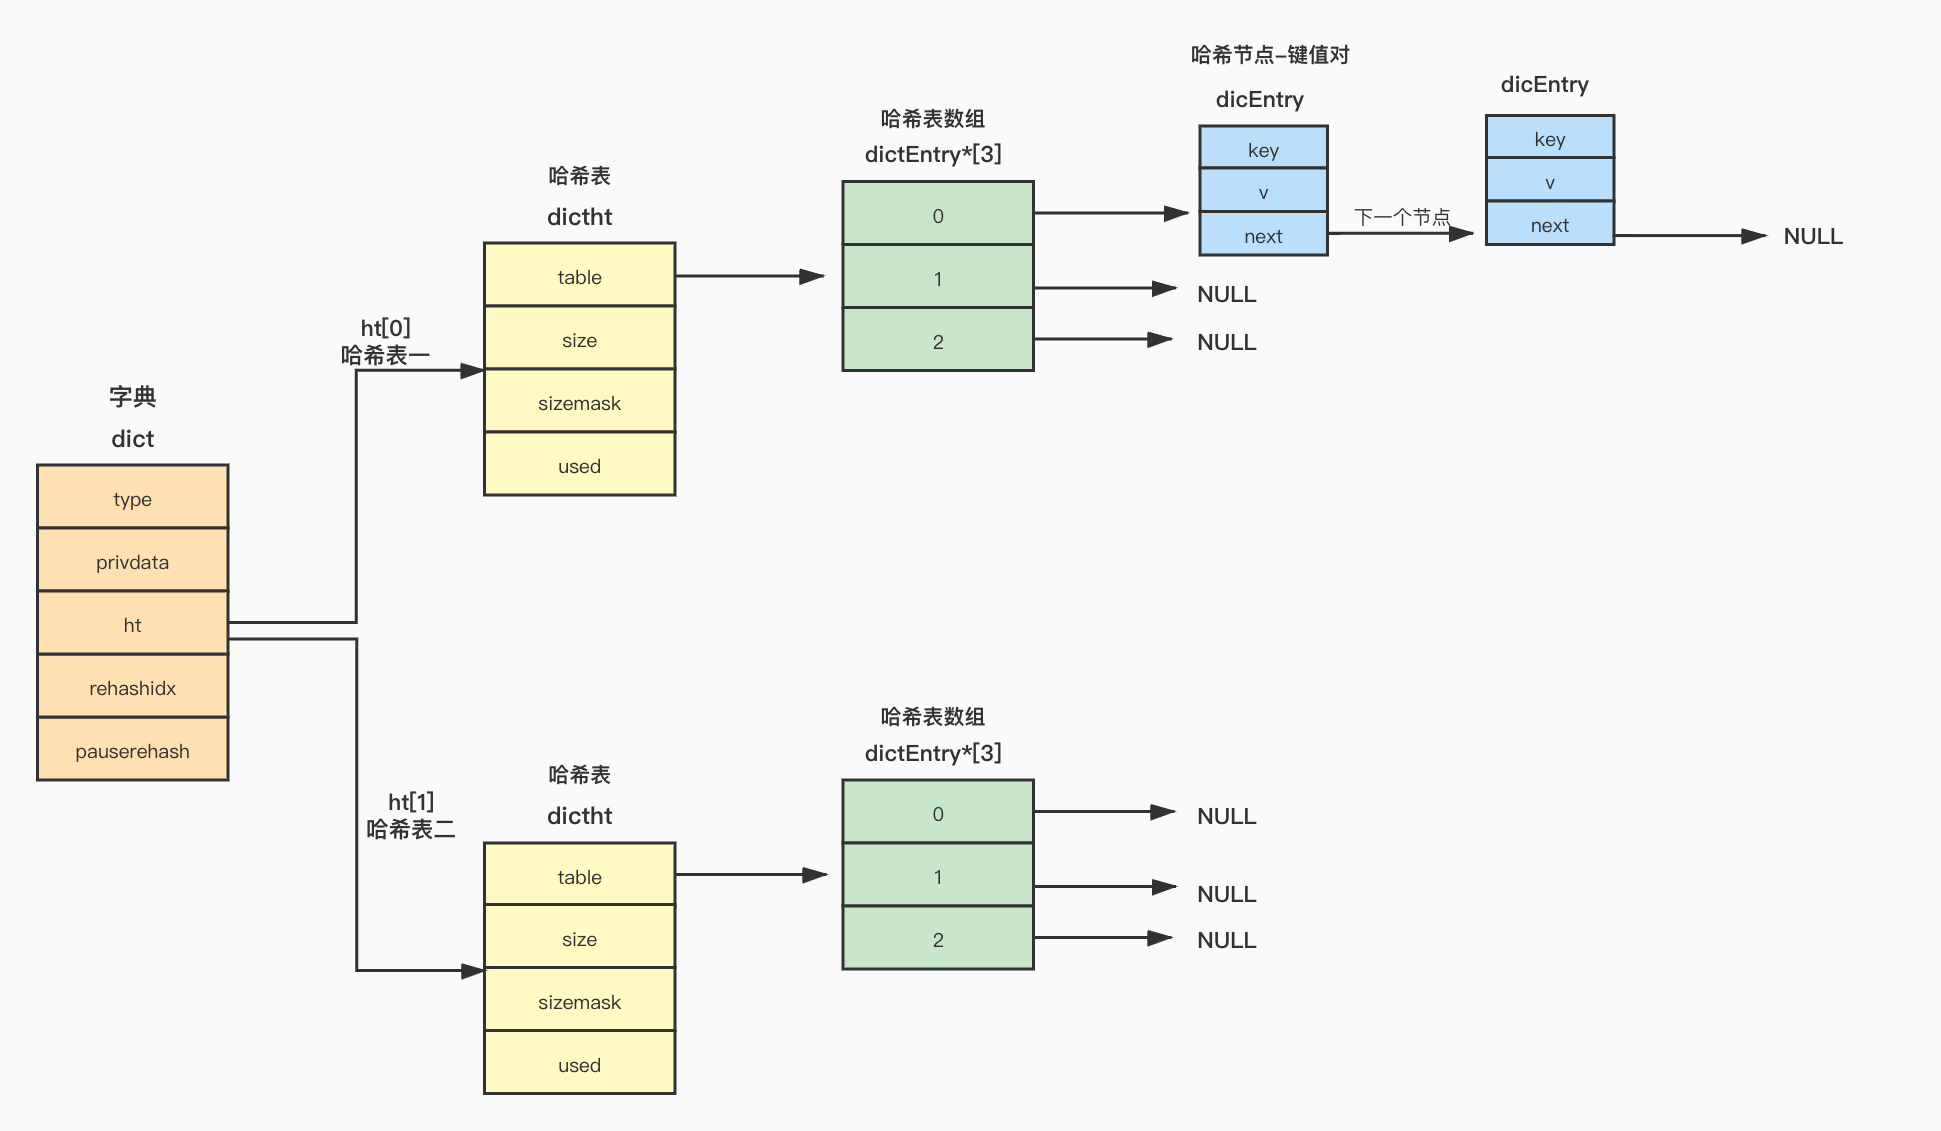 哈希节点-键值对
dicEntry
dicEntry
key
v
next
下一个节点
key
v
next
NULL
哈希表数组
dictEntry*[3]
0
1
2
NULL
NULL
哈希表
dictht
table
size
sizemask
used
ht[0]
哈希表一
字典
dict
type
privdata
ht
rehashidx
pauserehash
ht[1]
哈希表二
哈希表
dictht
table
size
sizemask
used
哈希表数组
dictEntry*[3]
0
1
2
NULL
NULL
NULL